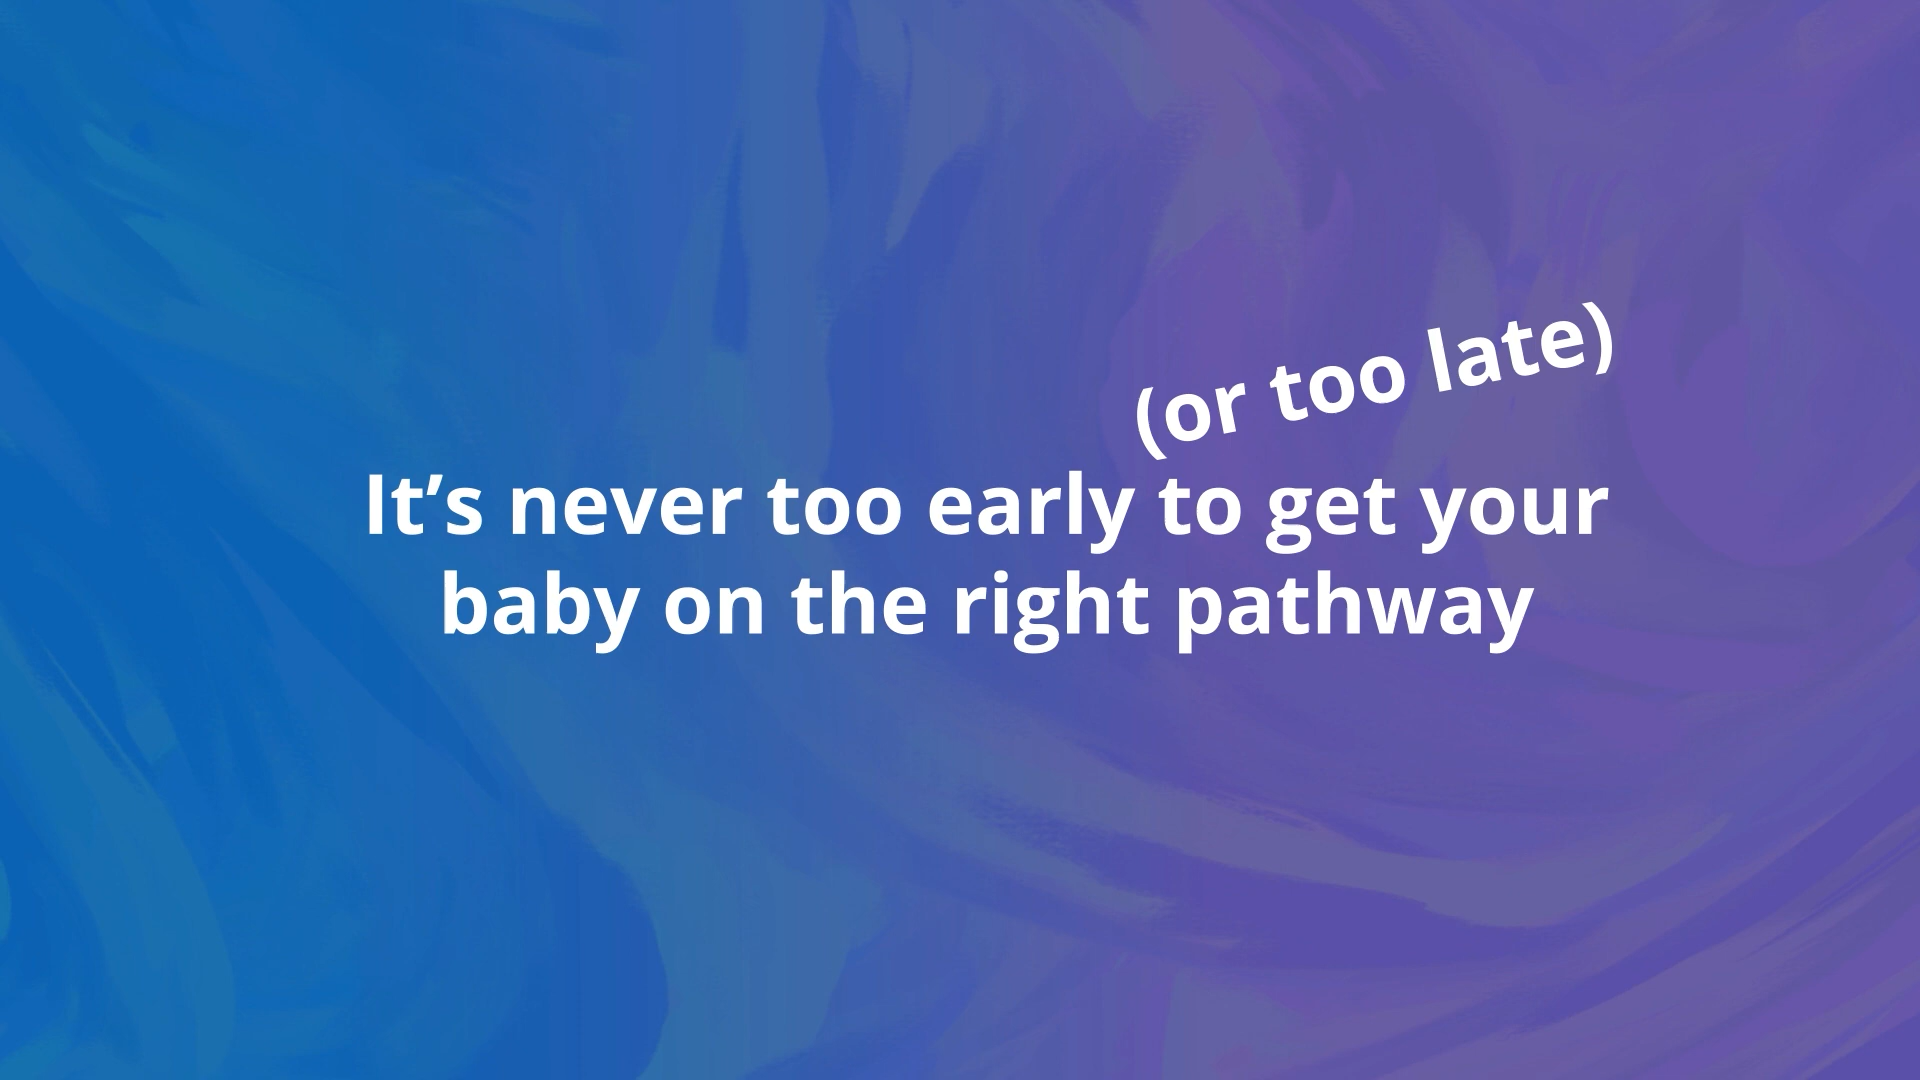 (or too late)
It’s never too early to get your
baby on the right pathway